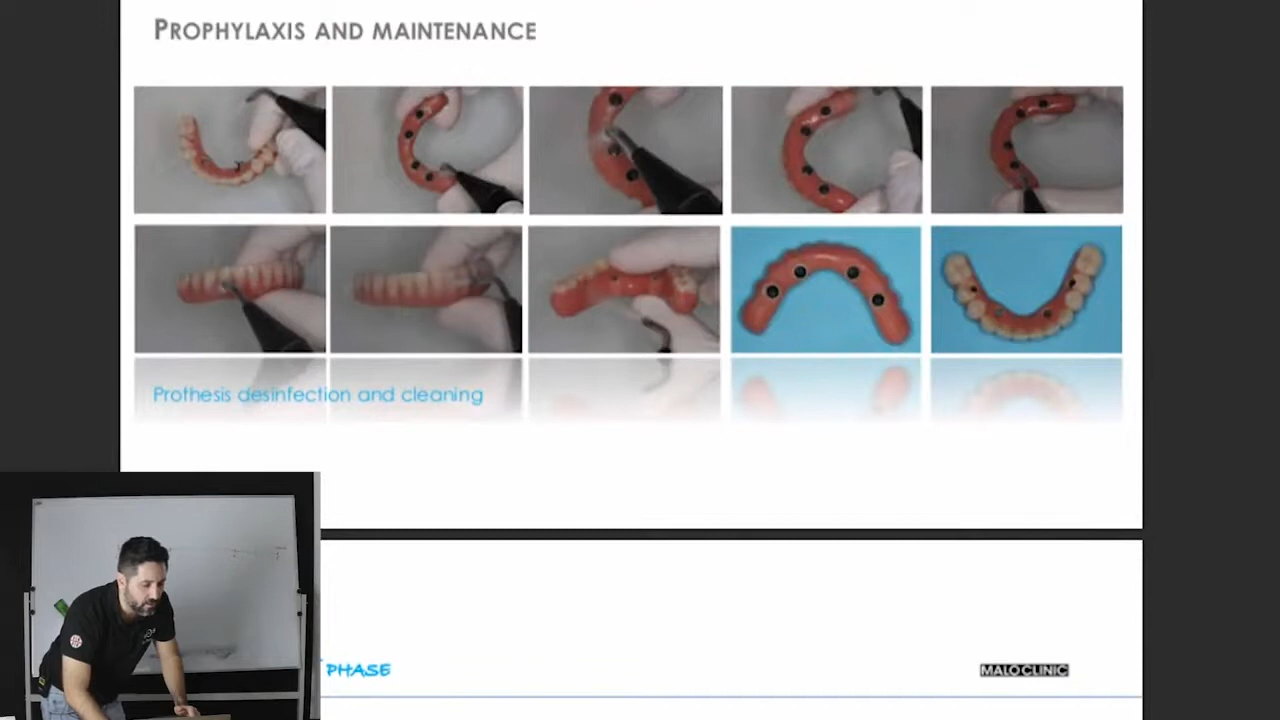 PROPHYLAXIS AND MAINTENANCE
Prothesis desinfection and cleaning
PHASE
MALO CLINIC